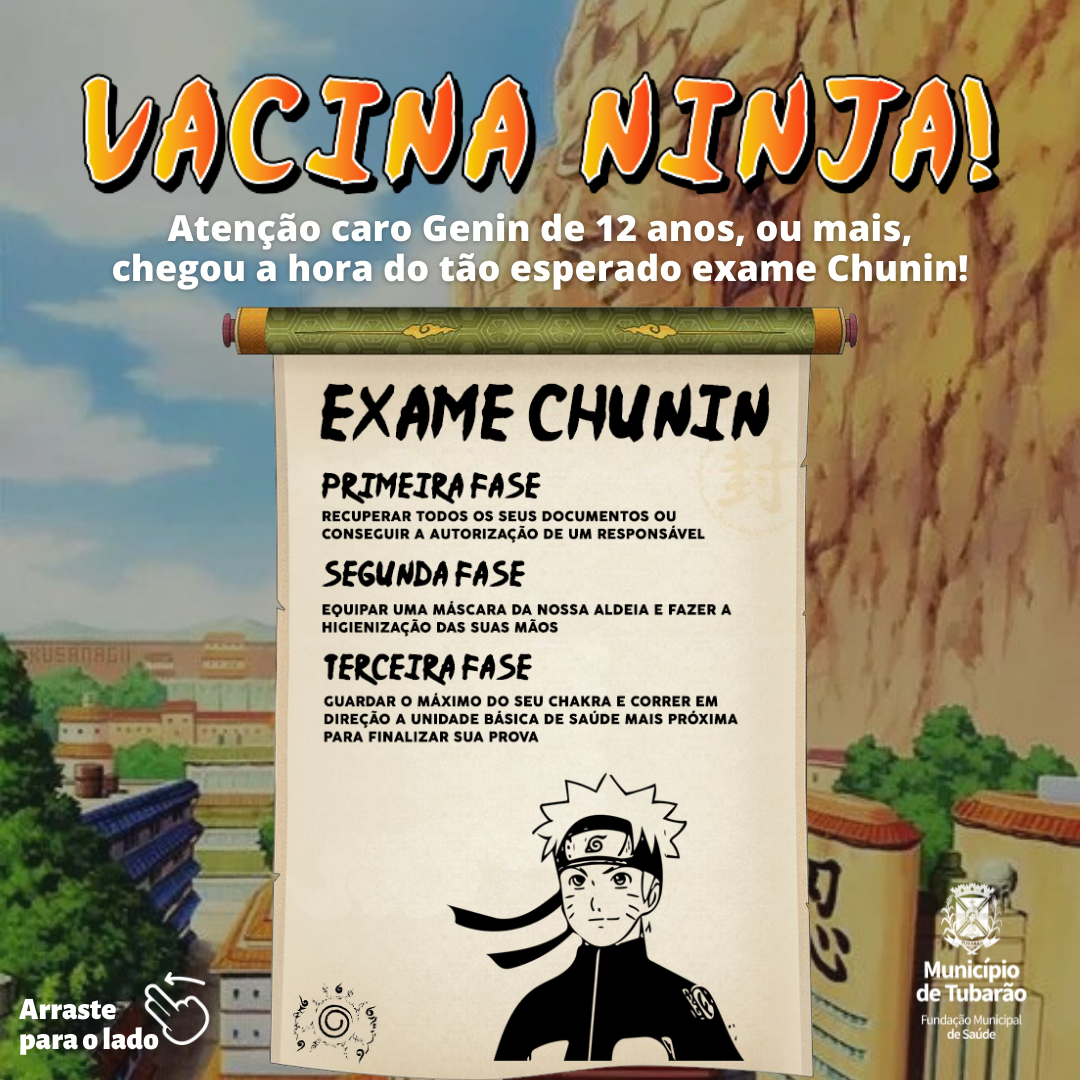 VACINA NINJA!
Atenção caro Genin de 12 anos, ou mais,
chegou a hora do tão esperado exame Chunin!
EXAME CHUNIN
封
PRIMEIRA FASE
RECUPERAR TODOS OS SEUS DOCUMENTOS OU
CONSEGUIR A AUTORIZAÇÃO DE UM RESPONSÁVEL
SEGUNDA FASE
EQUIPAR UMA MÁSCARA DA NOSSA ALDEIA E FAZER A
HIGIENIZAÇÃO DAS SUAS MÃOS
TERCEIRA FASE
GUARDAR O MÁXIMO DO SEU CHAKRA E CORRER EM
DIREÇÃO A UNIDADE BÁSICA DE SAÚDE MAIS PRÓXIMA
PARA FINALIZAR SUA PROVA
KUSANAGI
Arraste
para o lado
Município
de Tubarão
Fundação Municipal
de Saúde